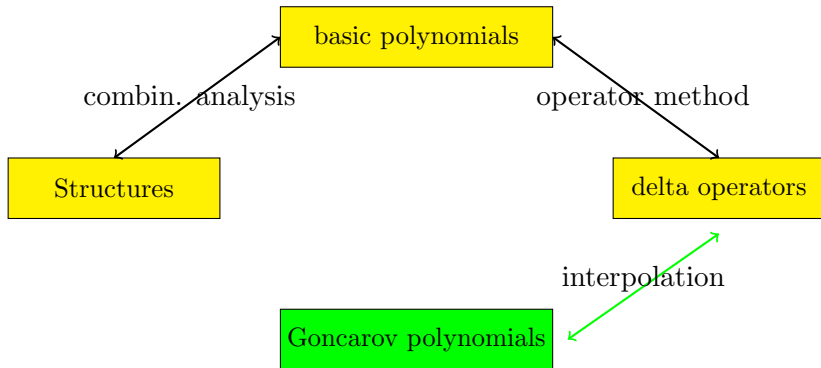 basic polynomials
combin. analysis
operator method
Structures
delta operators
interpolation
Goncarov polynomials